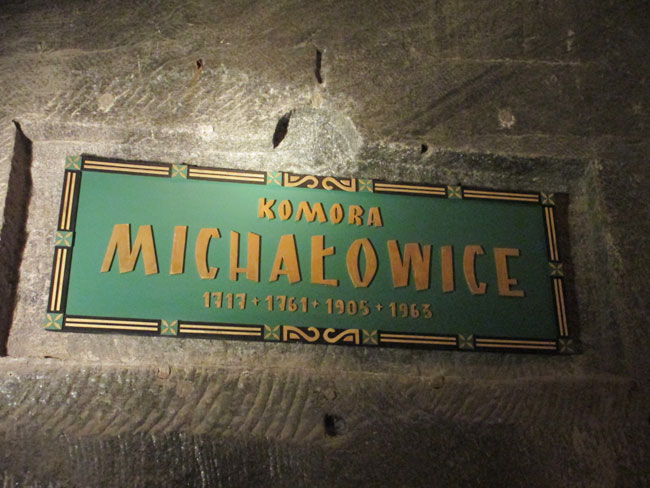 KOMORA
MICHAŁOWICE
1717 + 1761 + 1905 + 1963